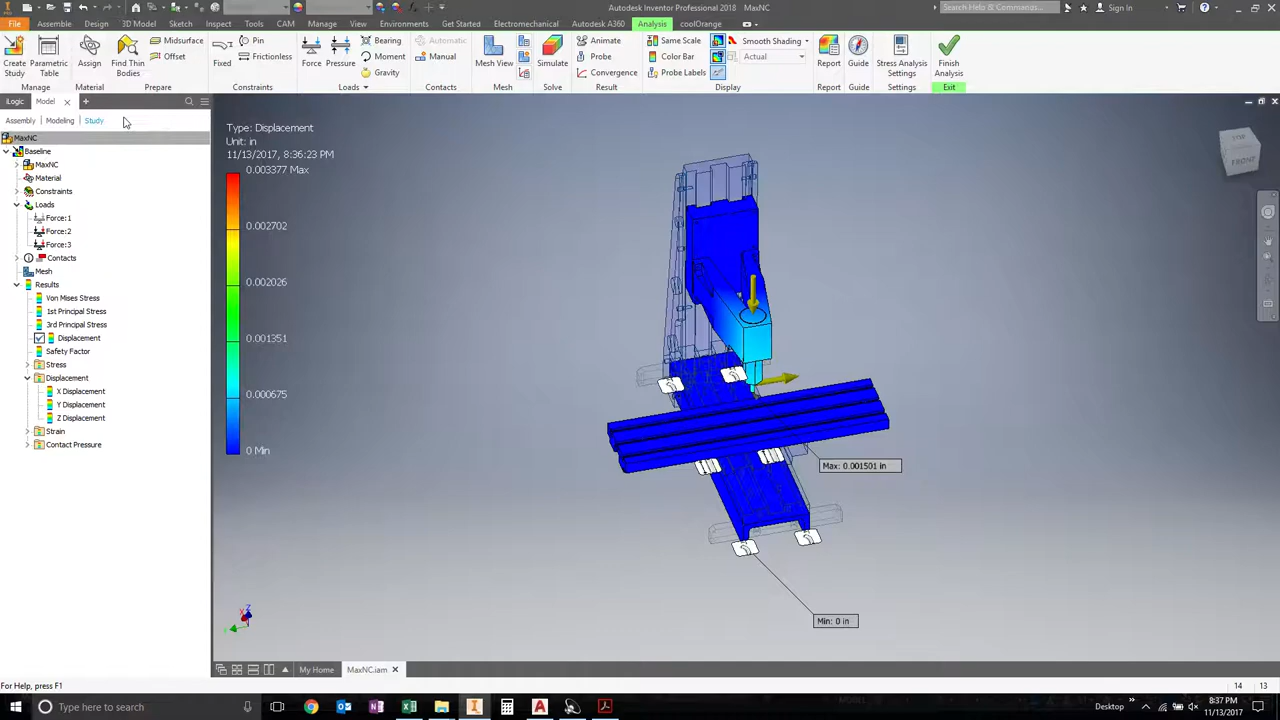 Autodesk Inventor Professional 2018   MaxNC
Search Help & Commands...
Sign In
File Assemble Design 3D Model Sketch Inspect Tools CAM Manage View Environments Get Started Electromechanical Autodesk A360 Analysis coolOrange
Create Study
Parametric Table
Manage
Assign
Material
Find Thin Bodies
Midsurface
Offset
Prepare
Fixed
Pin
Frictionless
Constraints
Force
Pressure
Bearing
Moment
Gravity
Loads
Automatic
Manual
Contacts
Mesh View
Mesh
Simulate
Solve
Animate
Probe
Convergence
Result
Same Scale
Color Bar
Probe Labels
Smooth Shading
Actual
Display
Report
Report
Guide
Guide
Stress Analysis Settings
Settings
Finish Analysis
Exit
iLogic Model
Assembly | Modeling | Study
MaxNC
Baseline
MaxNC
Material
Constraints
Loads
Force:1
Force:2
Force:3
Contacts
Mesh
Results
Von Mises Stress
1st Principal Stress
3rd Principal Stress
Displacement
Safety Factor
Stress
Displacement
X Displacement
Y Displacement
Z Displacement
Strain
Contact Pressure
Type: Displacement
Unit: in
11/13/2017, 8:36:23 PM
0.003377 Max
0.002702
0.002026
0.001351
0.000675
0 Min
FRONT
Max: 0.001501 in
Min: 0 in
Z
X
Y
My Home MaxNC.iam
For Help, press F1
14 13
Type here to search
Desktop
8:37 PM
11/13/2017